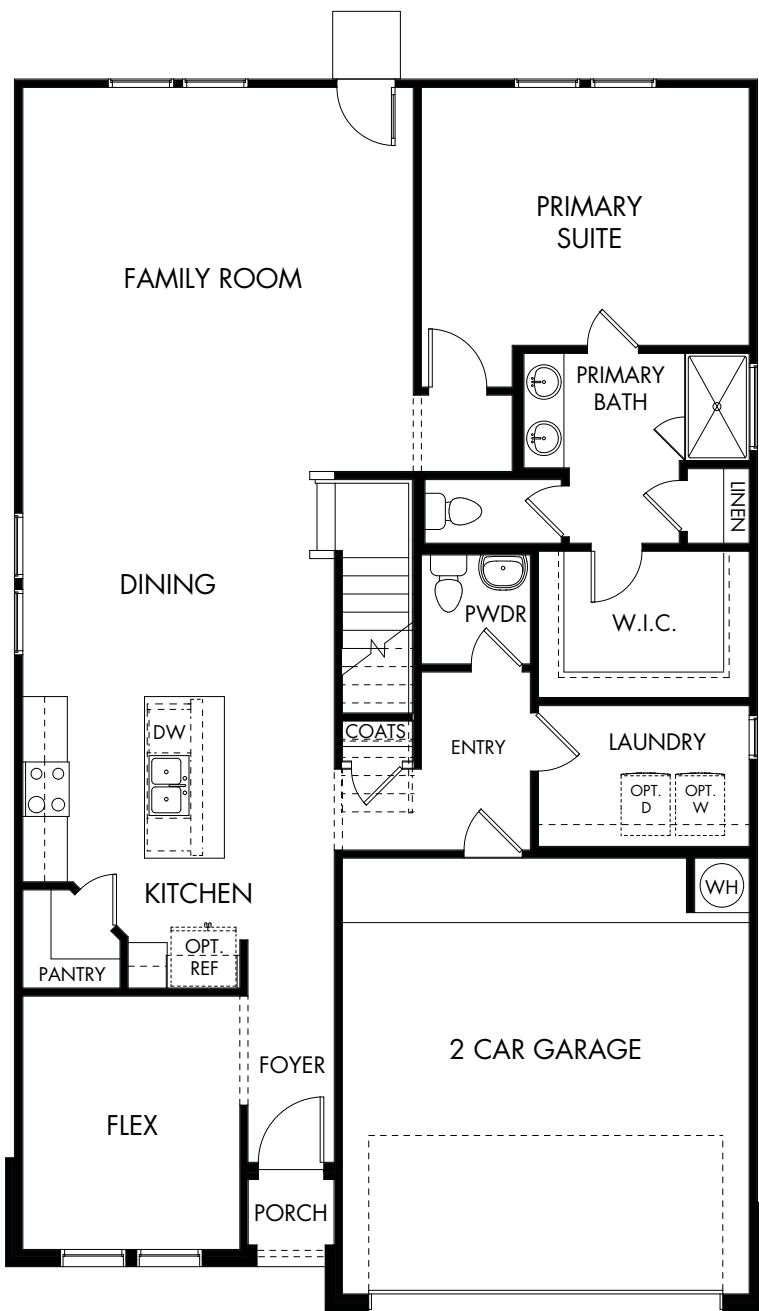 PRIMARY
SUITE
FAMILY ROOM
PRIMARY
BATH
LINEN
DINING
PWDR
W.I.C.
DW
COATS
ENTRY
LAUNDRY
OPT.
D
OPT.
W
KITCHEN
WH
OPT.
REF
PANTRY
FOYER
2 CAR GARAGE
FLEX
PORCH